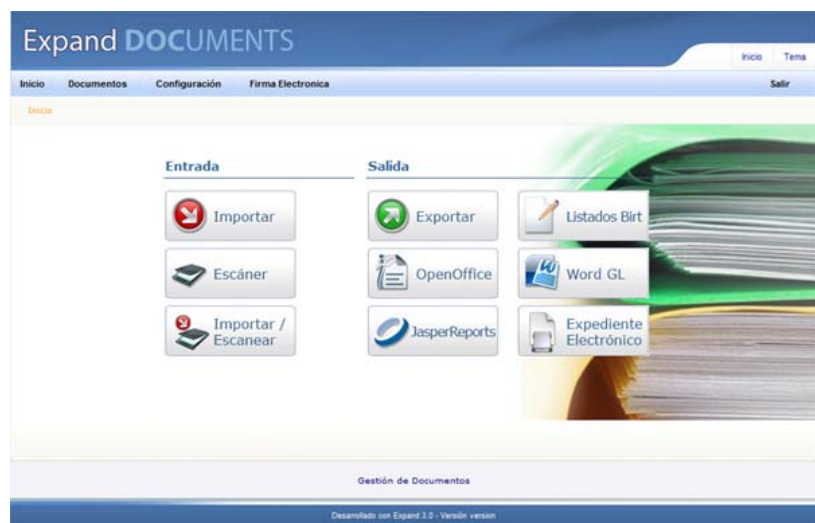 Expand DOCUMENTS
Inicio Tema
Inicio Documentos Configuración Firma Electronica Salir
Inicio
Entrada Salida
Importar Exportar Listados Birt
Escáner OpenOffice Word GL
Importar / Escanear JasperReports Expediente Electrónico
Gestión de Documentos
Desarrollado con Expand 3.0 - Versión version